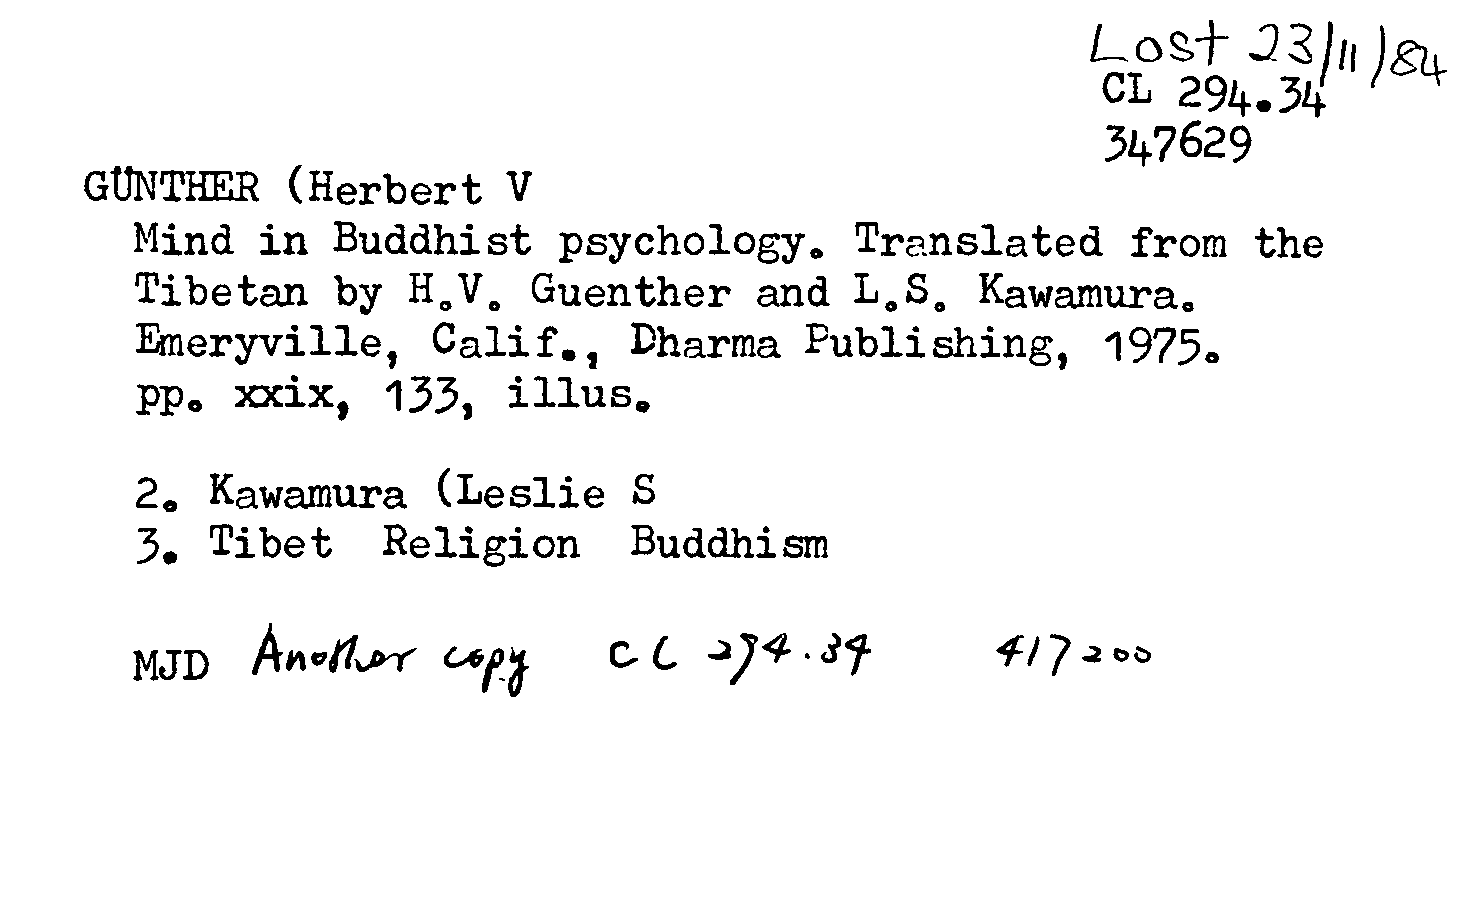 Lost 23/11/84
CL 294.34
347629
GÜNTHER (Herbert V
Mind in Buddhist psychology. Translated from the
Tibetan by H.V. Guenther and L.S. Kawamura.
Emeryville, Calif., Dharma Publishing, 1975.
pp. xxix, 133, illus.
2. Kawamura (Leslie S
3. Tibet Religion Buddhism
MJD Another copy CL 294.34 417200